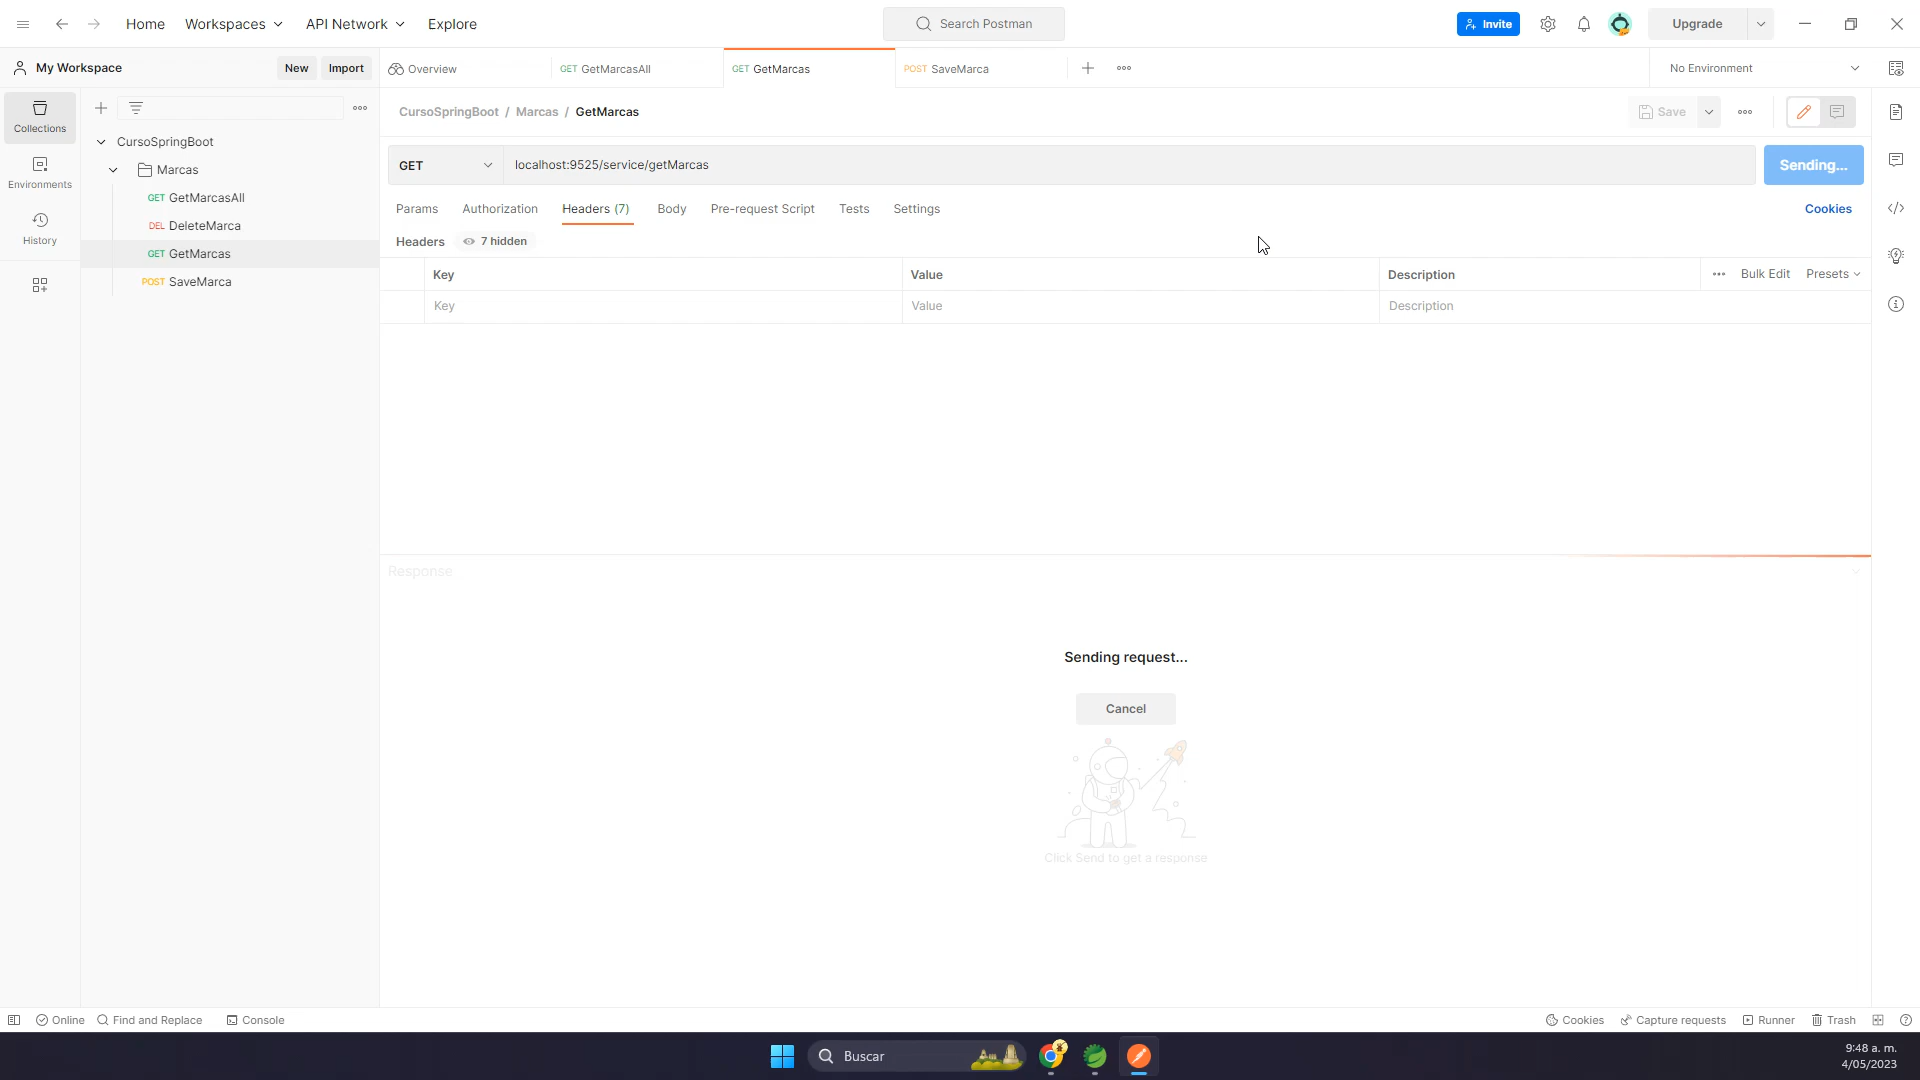 Home Workspaces API Network Explore Search Postman Invite Upgrade
My Workspace New Import Overview GET GetMarcasAll GET GetMarcas POST SaveMarca No Environment
Collections
Environments
History
CursoSpringBoot
Marcas
GET GetMarcasAll
DEL DeleteMarca
GET GetMarcas
POST SaveMarca
CursoSpringBoot / Marcas / GetMarcas Save
GET localhost:9525/service/getMarcas Sending...
Params Authorization Headers (7) Body Pre-request Script Tests Settings Cookies
Headers 7 hidden
Key Value Description Bulk Edit Presets
Key Value Description
Response
Sending request...
Cancel
Click Send to get a response
Online Find and Replace Console Cookies Capture requests Runner Trash
Buscar
9:48 a. m.
4/05/2023